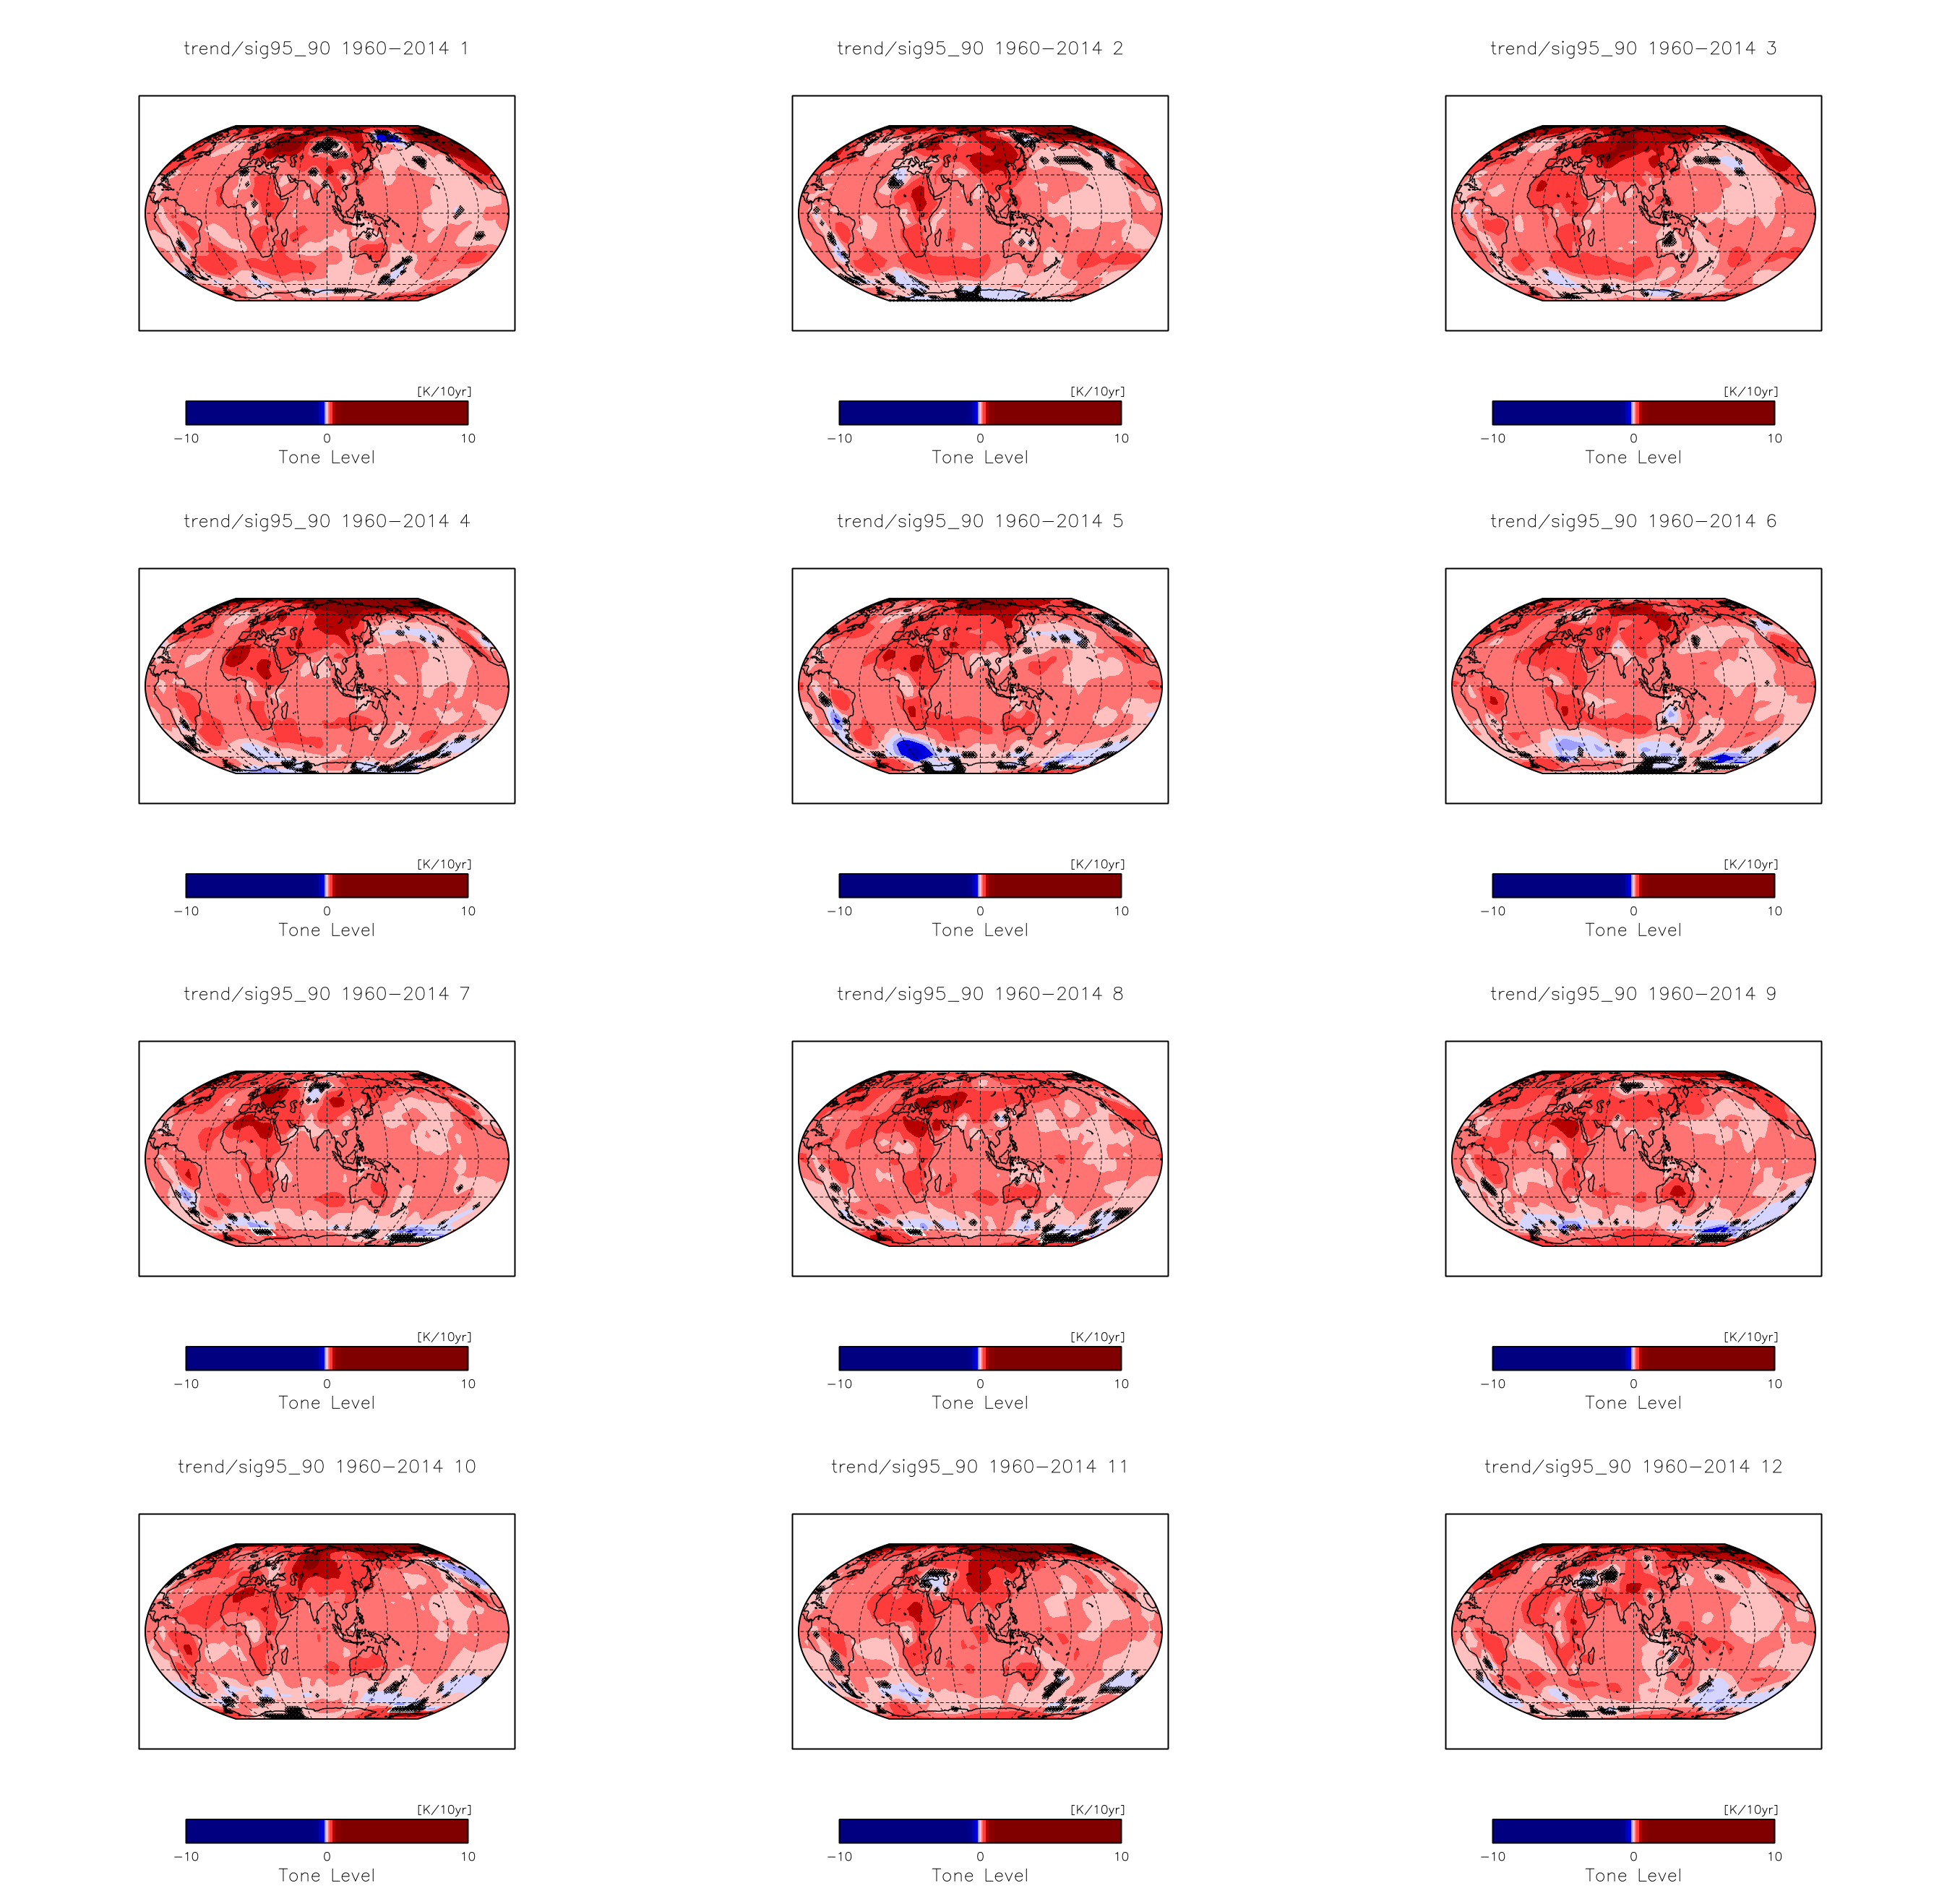 trend/sig95_90 1960-2014 1
trend/sig95_90 1960-2014 2
trend/sig95_90 1960-2014 3
[K/10yr]
[K/10yr]
[K/10yr]
-10 0 10
-10 0 10
-10 0 10
Tone Level
Tone Level
Tone Level
trend/sig95_90 1960-2014 4
trend/sig95_90 1960-2014 5
trend/sig95_90 1960-2014 6
[K/10yr]
[K/10yr]
[K/10yr]
-10 0 10
-10 0 10
-10 0 10
Tone Level
Tone Level
Tone Level
trend/sig95_90 1960-2014 7
trend/sig95_90 1960-2014 8
trend/sig95_90 1960-2014 9
[K/10yr]
[K/10yr]
[K/10yr]
-10 0 10
-10 0 10
-10 0 10
Tone Level
Tone Level
Tone Level
trend/sig95_90 1960-2014 10
trend/sig95_90 1960-2014 11
trend/sig95_90 1960-2014 12
[K/10yr]
[K/10yr]
[K/10yr]
-10 0 10
-10 0 10
-10 0 10
Tone Level
Tone Level
Tone Level